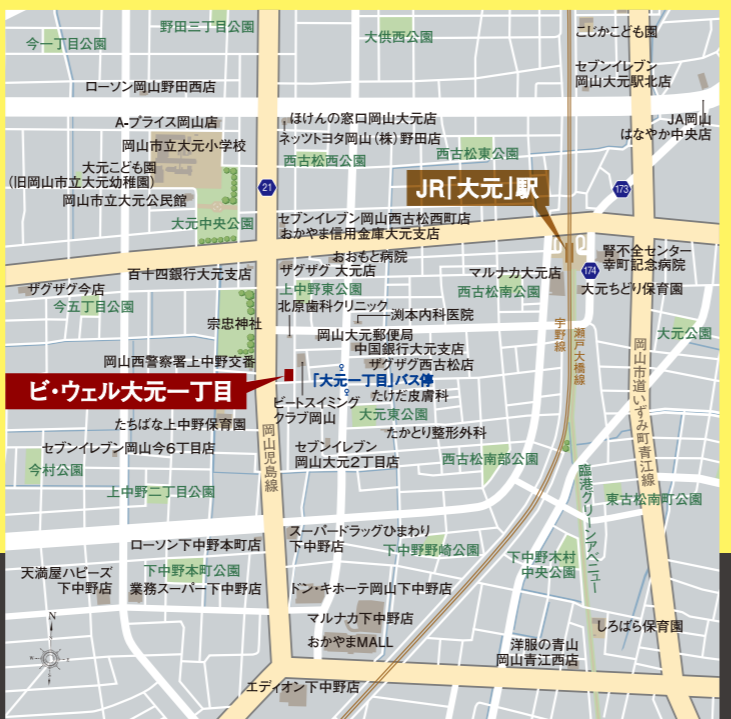 野田三丁目公園
今一丁目公園
大供西公園
こじかこども園
セブンイレブン
岡山大元駅北店
ローソン岡山野田西店
A-プライス岡山店
ほけんの窓口岡山大元店
JA岡山
はなやか中央店
岡山市立大元小学校
ネッツトヨタ岡山(株)野田店
大元こども園
(旧岡山市立大元幼稚園)
西古松西公園
西古松東公園
岡山市立大元公民館
21
JR「大元」駅
173
大元中央公園
セブンイレブン岡山西古松西町店
おかやま信用金庫大元支店
おおもと病院
腎不全センター
幸町記念病院
百十四銀行大元支店
ザグザグ 大元店
マルナカ大元店
174
ザグザグ今店
上中野東公園
西古松南公園
大元ちどり保育園
今五丁目公園
北原歯科クリニック
渕本内科医院
宗忠神社
岡山大元郵便局
宇野線
瀬戸大橋線
大元公園
中国銀行大元支店
岡山西警察署上中野交番
ザグザグ西古松店
岡山市道いずみ町青江線
ビ・ウェル大元一丁目
「大元一丁目」バス停
たけだ皮膚科
ビートスイミング
クラブ岡山
大元東公園
たちばな上中野保育園
たかとり整形外科
岡山児島線
セブンイレブン岡山今6丁目店
セブンイレブン
岡山大元2丁目店
西古松南部公園
今村公園
臨港グリーンアベニュー
上中野二丁目公園
東古松南町公園
スーパードラッグひまわり
下中野店
ローソン下中野本町店
下中野野崎公園
下中野木村
中央公園
天満屋ハピーズ
下中野店
下中野本町公園
業務スーパー下中野店
ドン・キホーテ岡山下中野店
N
マルナカ下中野店
しろばら保育園
おかやまMALL
洋服の青山
岡山青江西店
エディオン下中野店